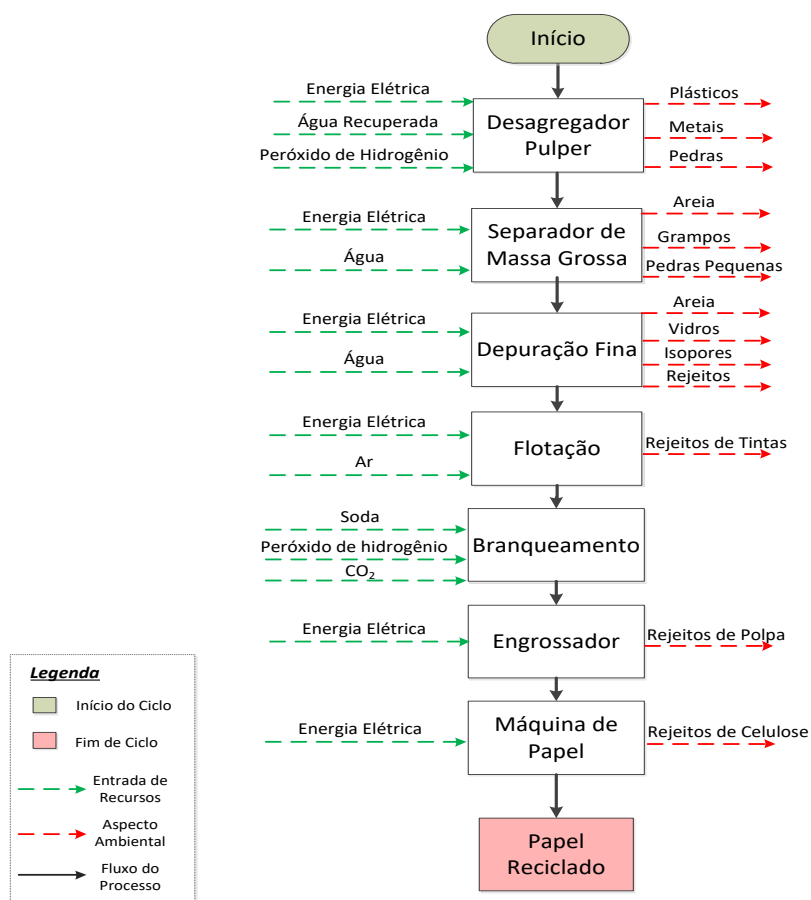 Início
Energia Elétrica
Água Recuperada
Peróxido de Hidrogênio
Desagregador
Pulper
Plásticos
Metais
Pedras
Energia Elétrica
Água
Separador de
Massa Grossa
Areia
Grampos
Pedras Pequenas
Energia Elétrica
Água
Depuração Fina
Areia
Vidros
Isopores
Rejeitos
Energia Elétrica
Ar
Flotação
Rejeitos de Tintas
Soda
Peróxido de hidrogênio
CO₂
Branqueamento
Energia Elétrica
Engrossador
Rejeitos de Polpa
Energia Elétrica
Máquina de
Papel
Rejeitos de Celulose
Papel
Reciclado
Legenda
Início do Ciclo
Fim de Ciclo
Entrada de
Recursos
Aspecto
Ambiental
Fluxo do
Processo